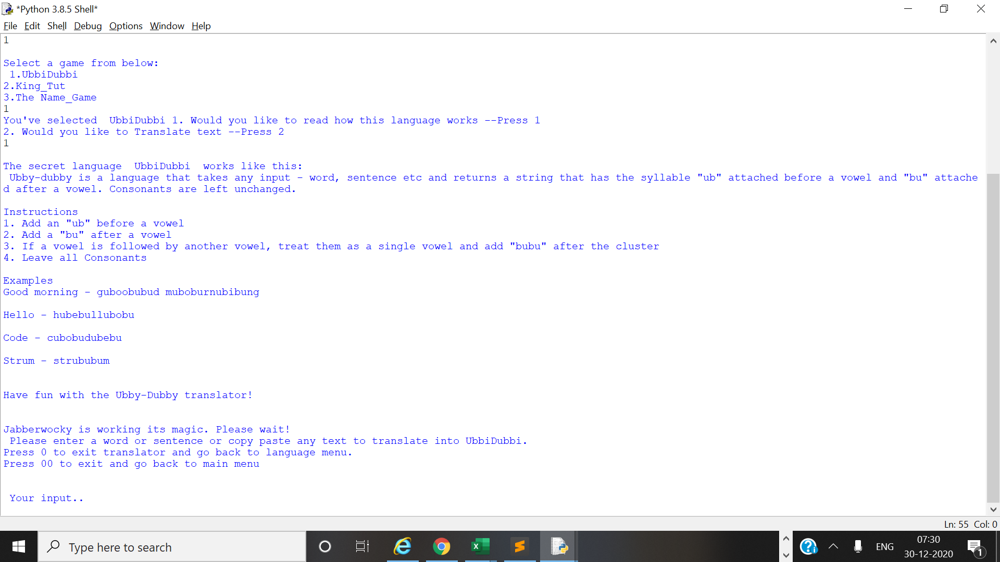 *Python 3.8.5 Shell*
File Edit Shell Debug Options Window Help
1
Select a game from below:
1.UbbiDubbi
2.King_Tut
3.The Name_Game
1
You've selected  UbbiDubbi 1. Would you like to read how this language works --Press 1
2. Would you like to Translate text --Press 2
1
The secret language  UbbiDubbi  works like this:
Ubby-dubby is a language that takes any input - word, sentence etc and returns a string that has the syllable "ub" attached before a vowel and "bu" attache
d after a vowel. Consonants are left unchanged.
Instructions
1. Add an "ub" before a vowel
2. Add a "bu" after a vowel
3. If a vowel is followed by another vowel, treat them as a single vowel and add "bubu" after the cluster
4. Leave all Consonants
Examples
Good morning - guboobubud muboburnubibung
Hello - hubebullubobu
Code - cubobudubebu
Strum - strububum
Have fun with the Ubby-Dubby translator!
Jabberwocky is working its magic. Please wait!
Please enter a word or sentence or copy paste any text to translate into UbbiDubbi.
Press 0 to exit translator and go back to language menu.
Press 00 to exit and go back to main menu
Your input..
Ln: 55 Col: 0
Type here to search
ENG
07:30
30-12-2020
1